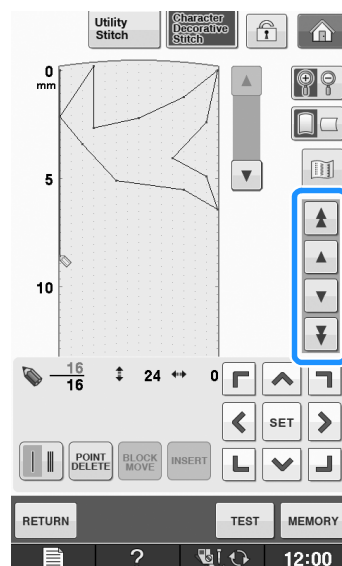 Utility
Stitch
Character
Decorative
Stitch
0
mm
5
10
16
16
24
0
SET
POINT
DELETE
BLOCK
MOVE
INSERT
RETURN
TEST
MEMORY
?
12:00